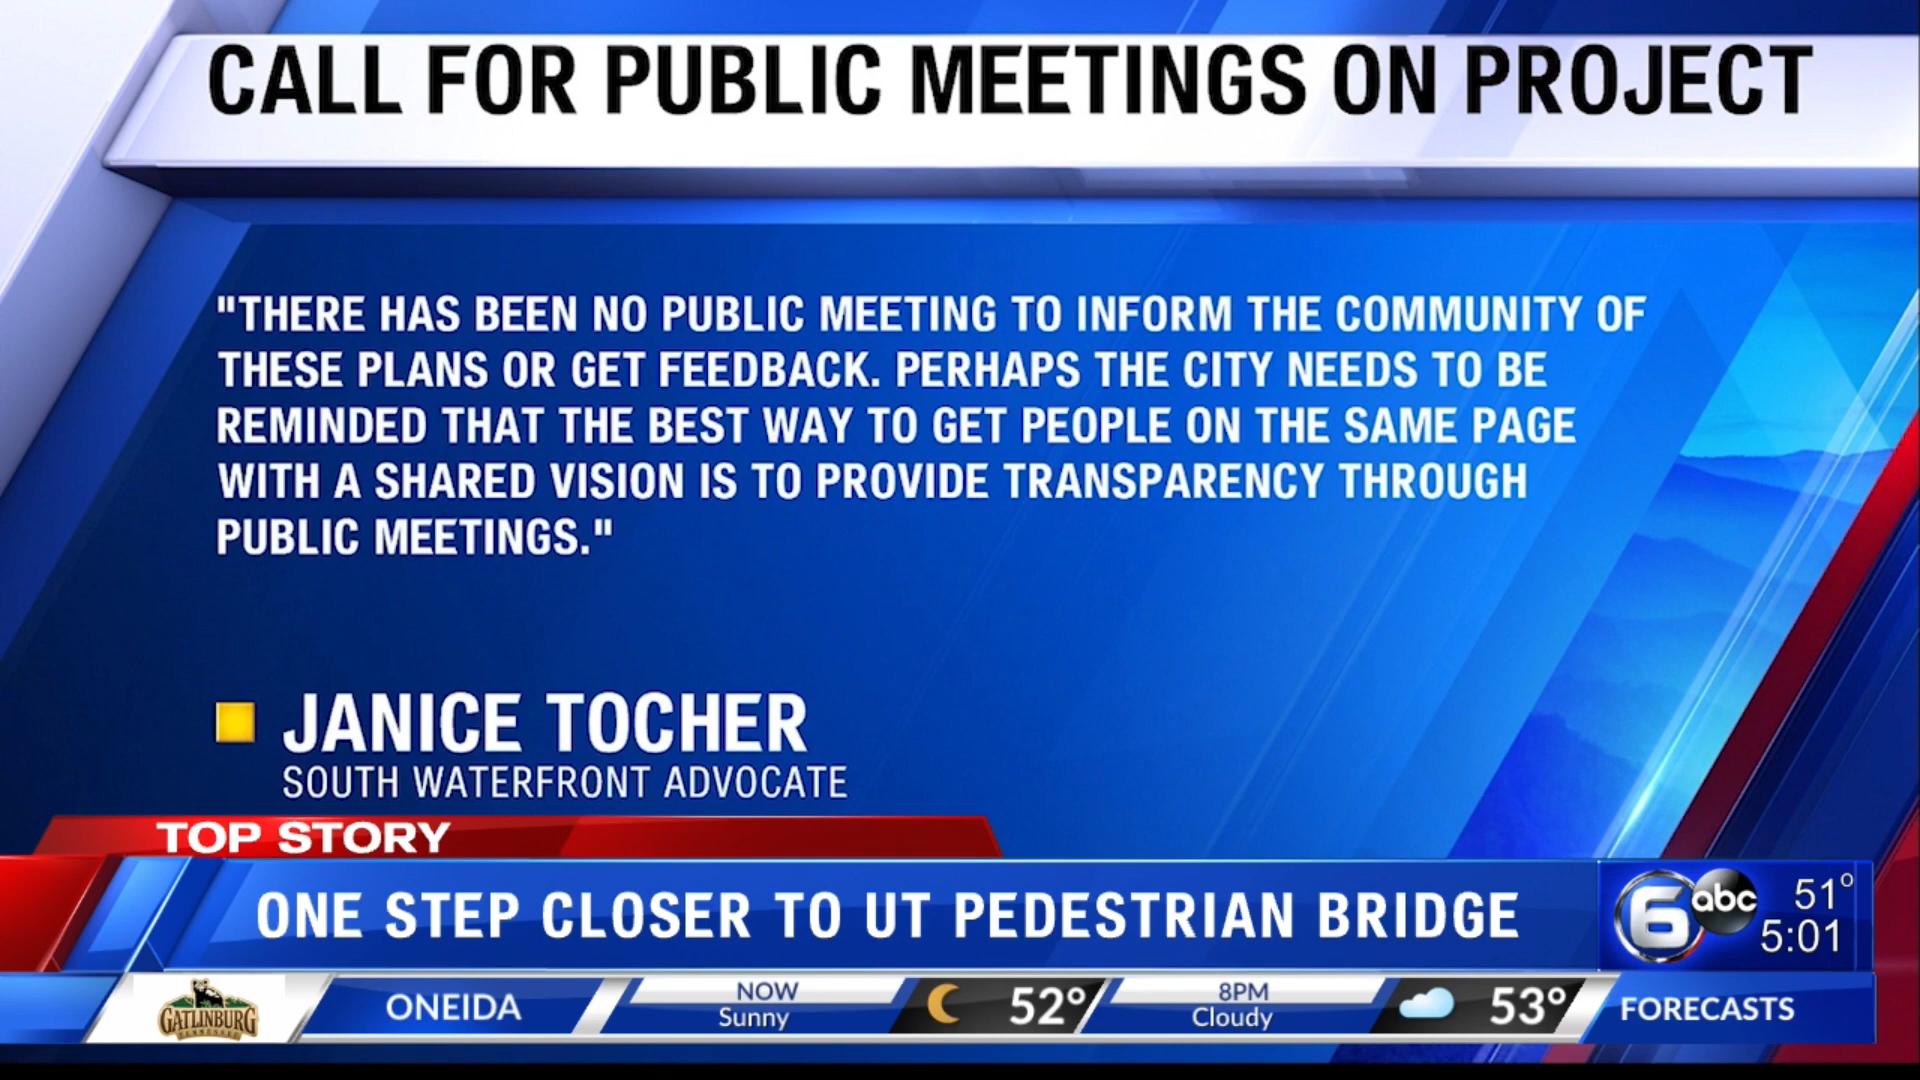 CALL FOR PUBLIC MEETINGS ON PROJECT
"THERE HAS BEEN NO PUBLIC MEETING TO INFORM THE COMMUNITY OF
THESE PLANS OR GET FEEDBACK. PERHAPS THE CITY NEEDS TO BE
REMINDED THAT THE BEST WAY TO GET PEOPLE ON THE SAME PAGE
WITH A SHARED VISION IS TO PROVIDE TRANSPARENCY THROUGH
PUBLIC MEETINGS."
JANICE TOCHER
SOUTH WATERFRONT ADVOCATE
TOP STORY
ONE STEP CLOSER TO UT PEDESTRIAN BRIDGE
6 abc 51°
5:01
GATLINBURG
TENNESSEE
ONEIDA
NOW
Sunny
52°
8PM
Cloudy
53°
FORECASTS